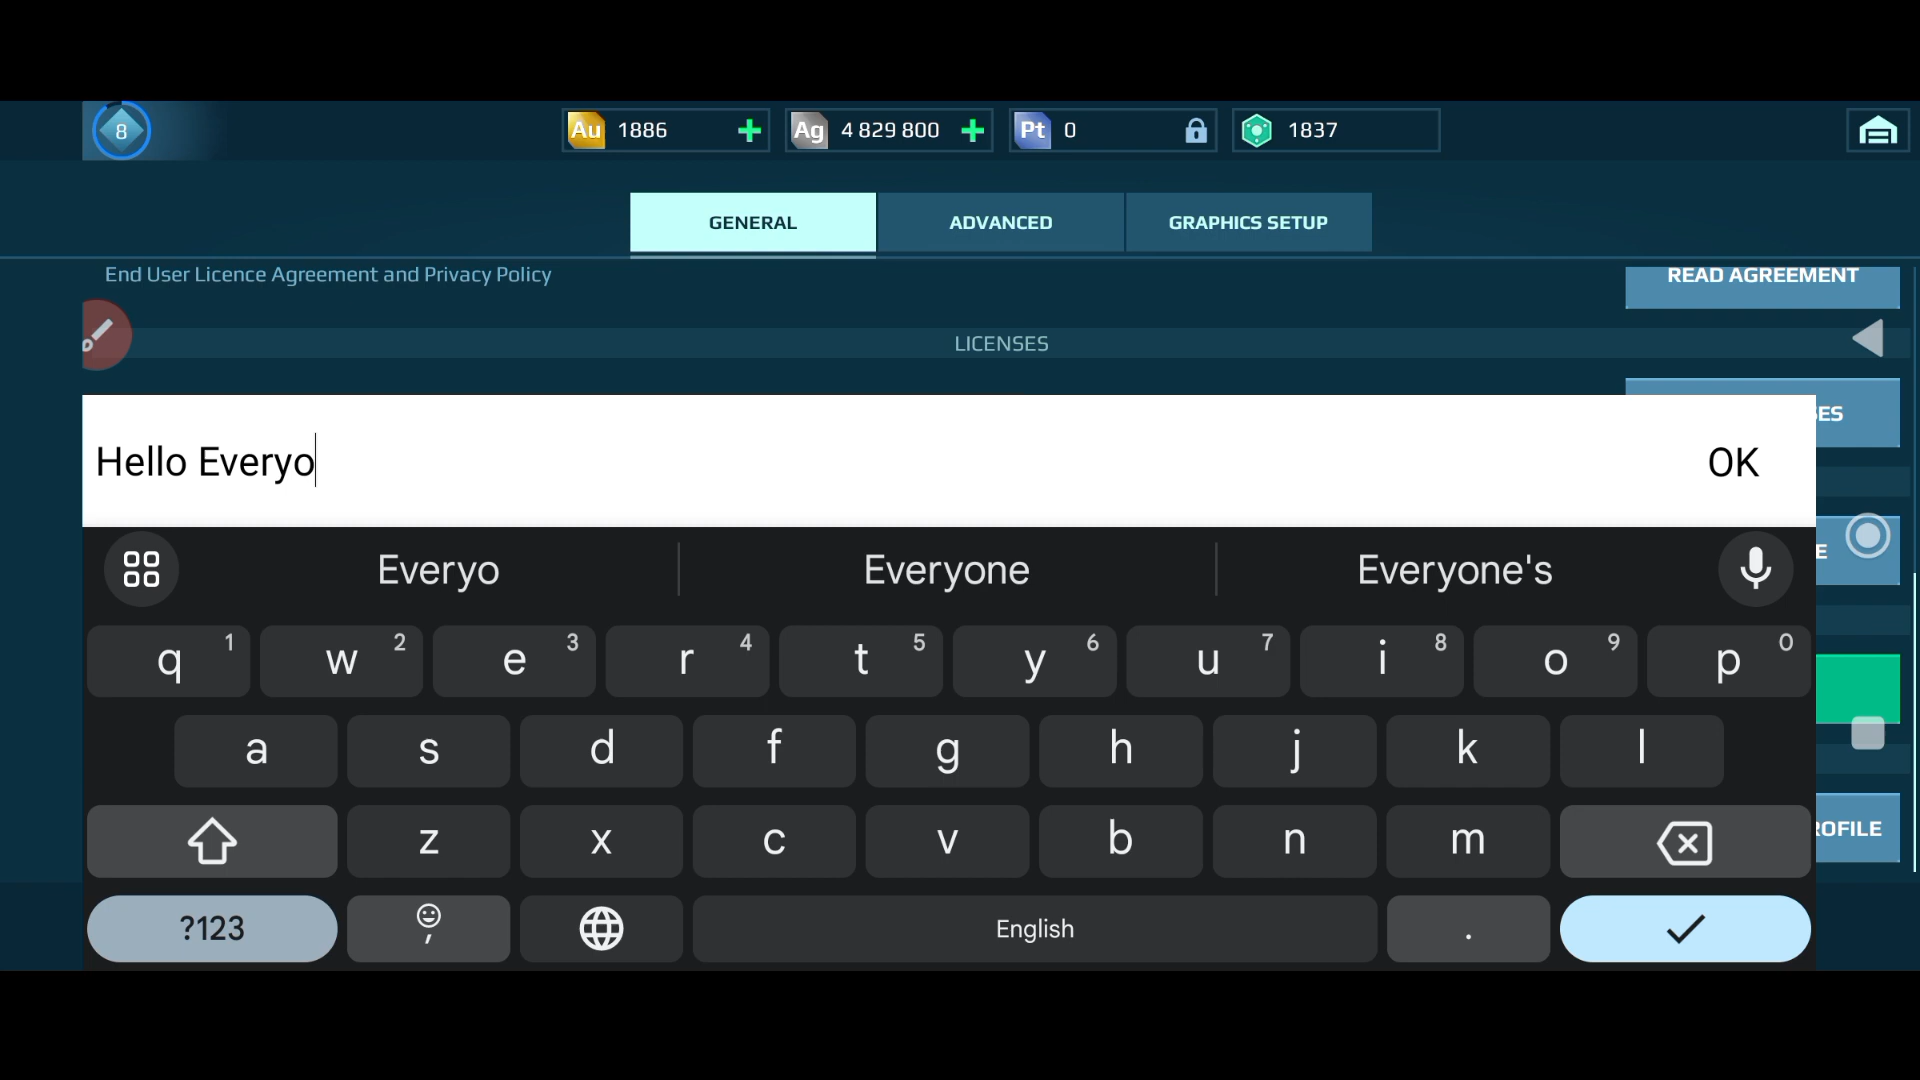 8
Au 1886
Ag 4 829 800
Pt 0
1837
GENERAL
ADVANCED
GRAPHICS SETUP
End User Licence Agreement and Privacy Policy
READ AGREEMENT
LICENSES
SES
Hello Everyo
OK
E
Everyo
Everyone
Everyone's
q 1 w 2 e 3 r 4 t 5 y 6 u 7 i 8 o 9 p 0
a s d f g h j k l
z x c v b n m
ROFILE
?123
,
English
.